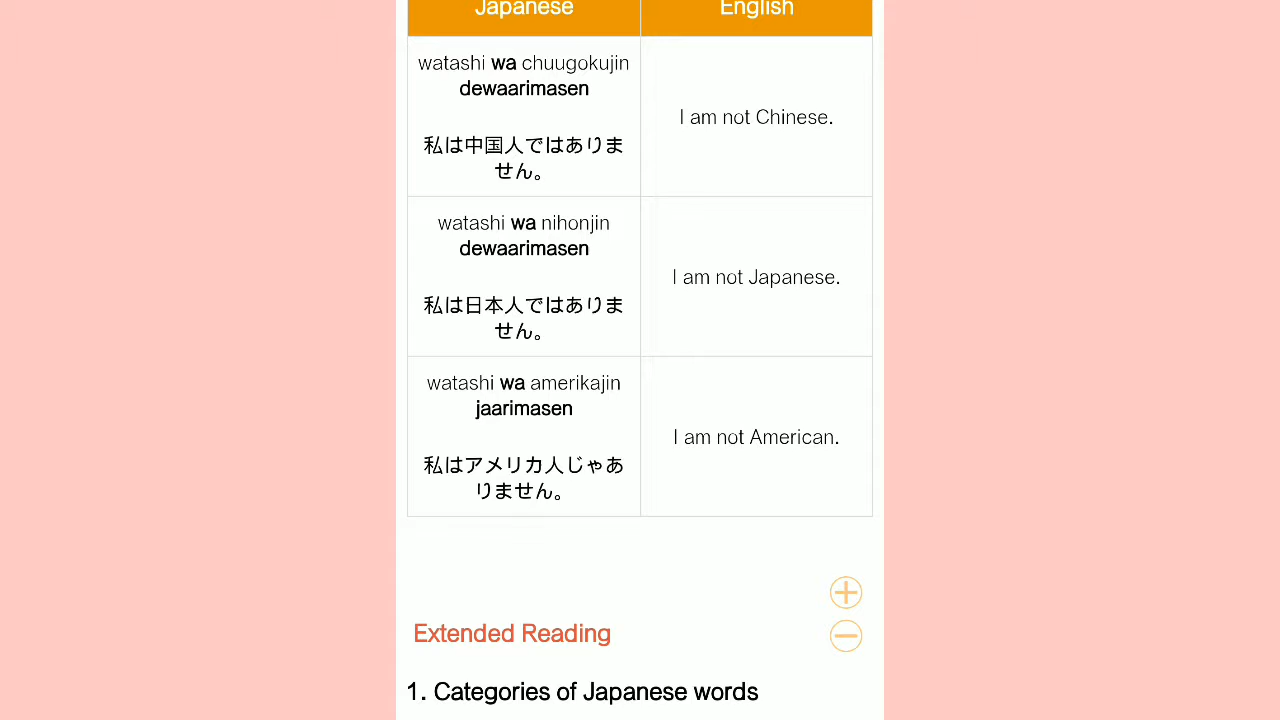 Japanese
English
watashi wa chuugokujin
dewaarimasen
私は中国人ではありま
せん。
I am not Chinese.
watashi wa nihonjin
dewaarimasen
私は日本人ではありま
せん。
I am not Japanese.
watashi wa amerikajin
jaarimasen
私はアメリカ人じゃあ
りません。
I am not American.
Extended Reading
1. Categories of Japanese words